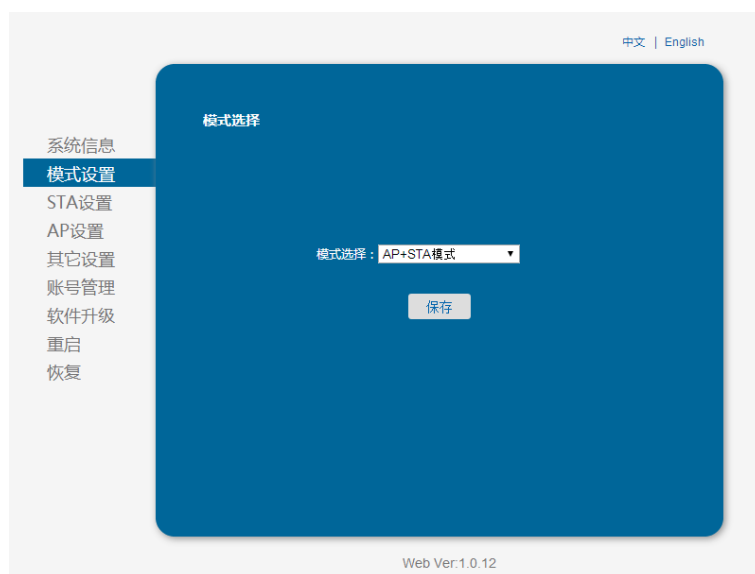 中文 | English
模式选择
系统信息
模式设置
STA设置
AP设置
其它设置
账号管理
软件升级
重启
恢复
模式选择：AP+STA模式
保存
Web Ver:1.0.12